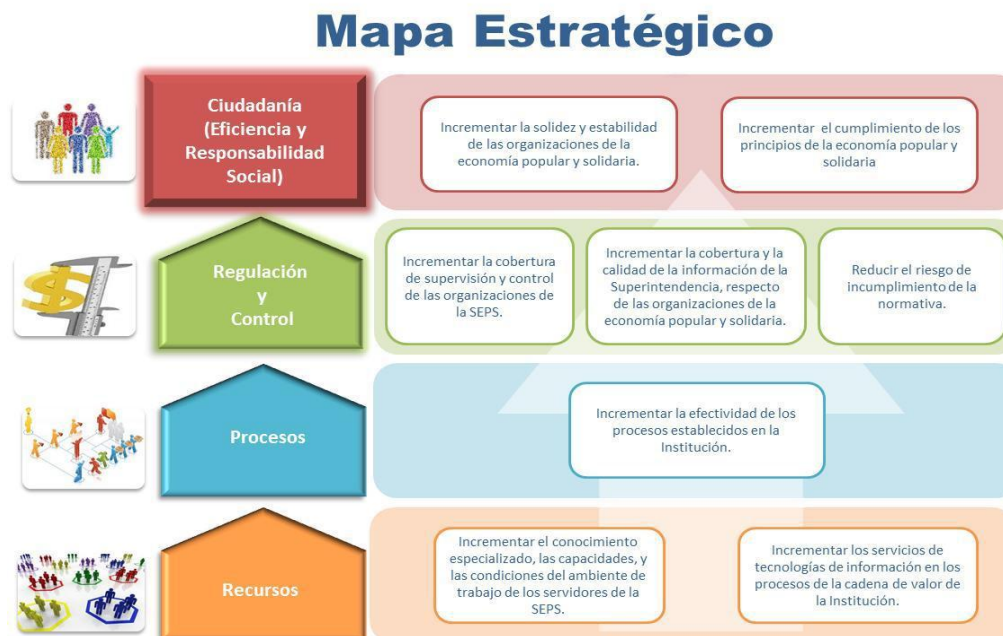 Mapa Estratégico
Ciudadanía
(Eficiencia y
Responsabilidad
Social)
Incrementar la solidez y estabilidad
de las organizaciones de la
economía popular y solidaria.
Incrementar el cumplimiento de los
principios de la economía popular y
solidaria
Regulación
y
Control
Incrementar la cobertura
de supervisión y control
de las organizaciones de
la SEPS.
Incrementar la cobertura y la
calidad de la información de la
Superintendencia, respecto
de las organizaciones de la
economía popular y solidaria.
Reducir el riesgo de
incumplimiento de la
normativa.
Procesos
Incrementar la efectividad de los
procesos establecidos en la
Institución.
Recursos
Incrementar el conocimiento
especializado, las capacidades, y
las condiciones del ambiente de
trabajo de los servidores de la
SEPS.
Incrementar los servicios de
tecnologías de información en los
procesos de la cadena de valor de
la Institución.